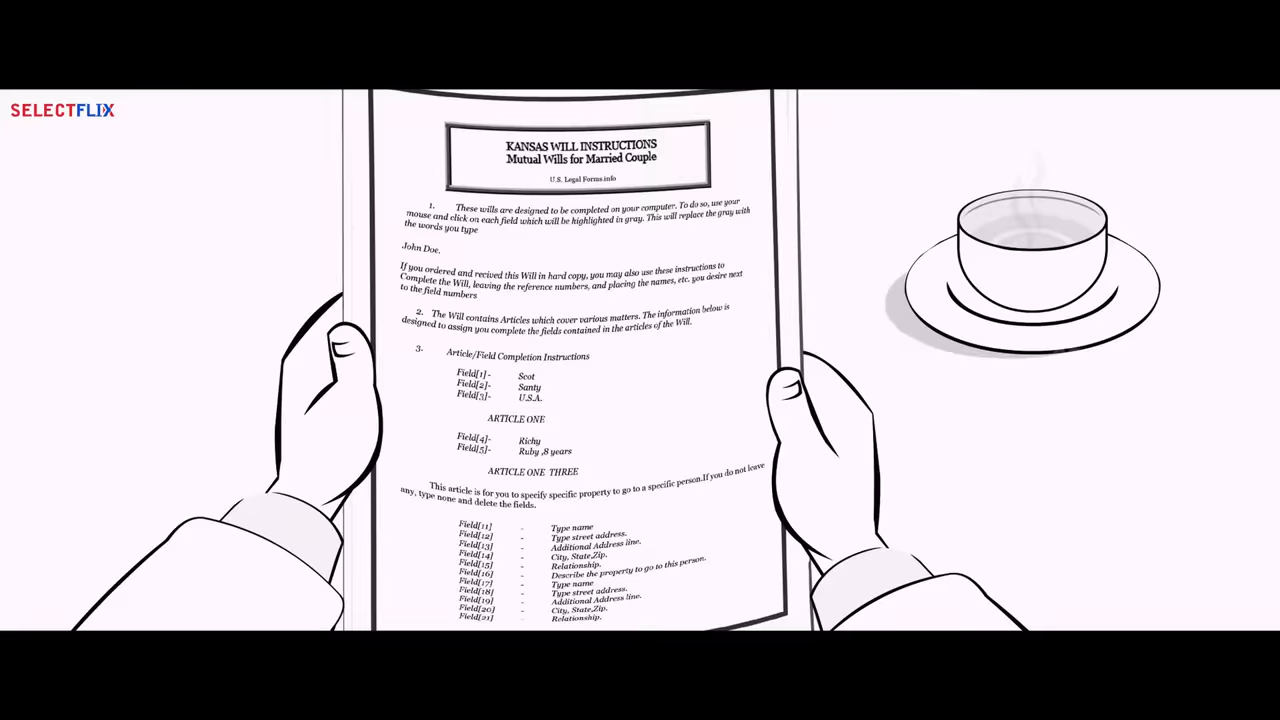 SELECTFLIX
KANSAS WILL INSTRUCTIONS
Mutual Wills for Married Couple
U.S. Legal Forms.info
1. These wills are designed to be completed on your computer. To do so, use your
mouse and click on each field which will be highlighted in gray. This will replace the gray with
the words you type
John Doe.
If you ordered and recived this Will in hard copy, you may also use these instructions to
Complete the Will, leaving the reference numbers, and placing the names, etc. you desire next
to the field numbers
2. The Will contains Articles which cover various matters. The information below is
designed to assign you complete the fields contained in the articles of the Will.
3. Article/Field Completion Instructions
Field[1]- Scot
Field[2]- Santy
Field[3]- U.S.A.
ARTICLE ONE
Field[4]- Richy
Field[5]- Ruby ,8 years
ARTICLE ONE THREE
This article is for you to specify specific property to go to a specific person.If you do not leave
any, type none and delete the fields.
Field[11] - Type name
Field[12] - Type street address.
Field[13] - Additional Address line.
Field[14] - City, State,Zip.
Field[15] - Relationship.
Field[16] - Describe the property to go to this person.
Field[17] - Type name
Field[18] - Type street address.
Field[19] - Additional Address line.
Field[20] - City, State,Zip.
Field[21] - Relationship.